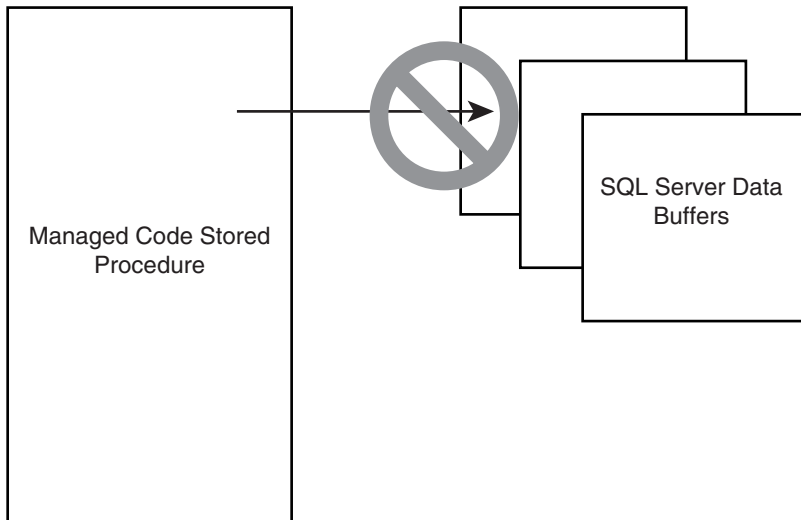 Managed Code Stored
Procedure
SQL Server Data
Buffers